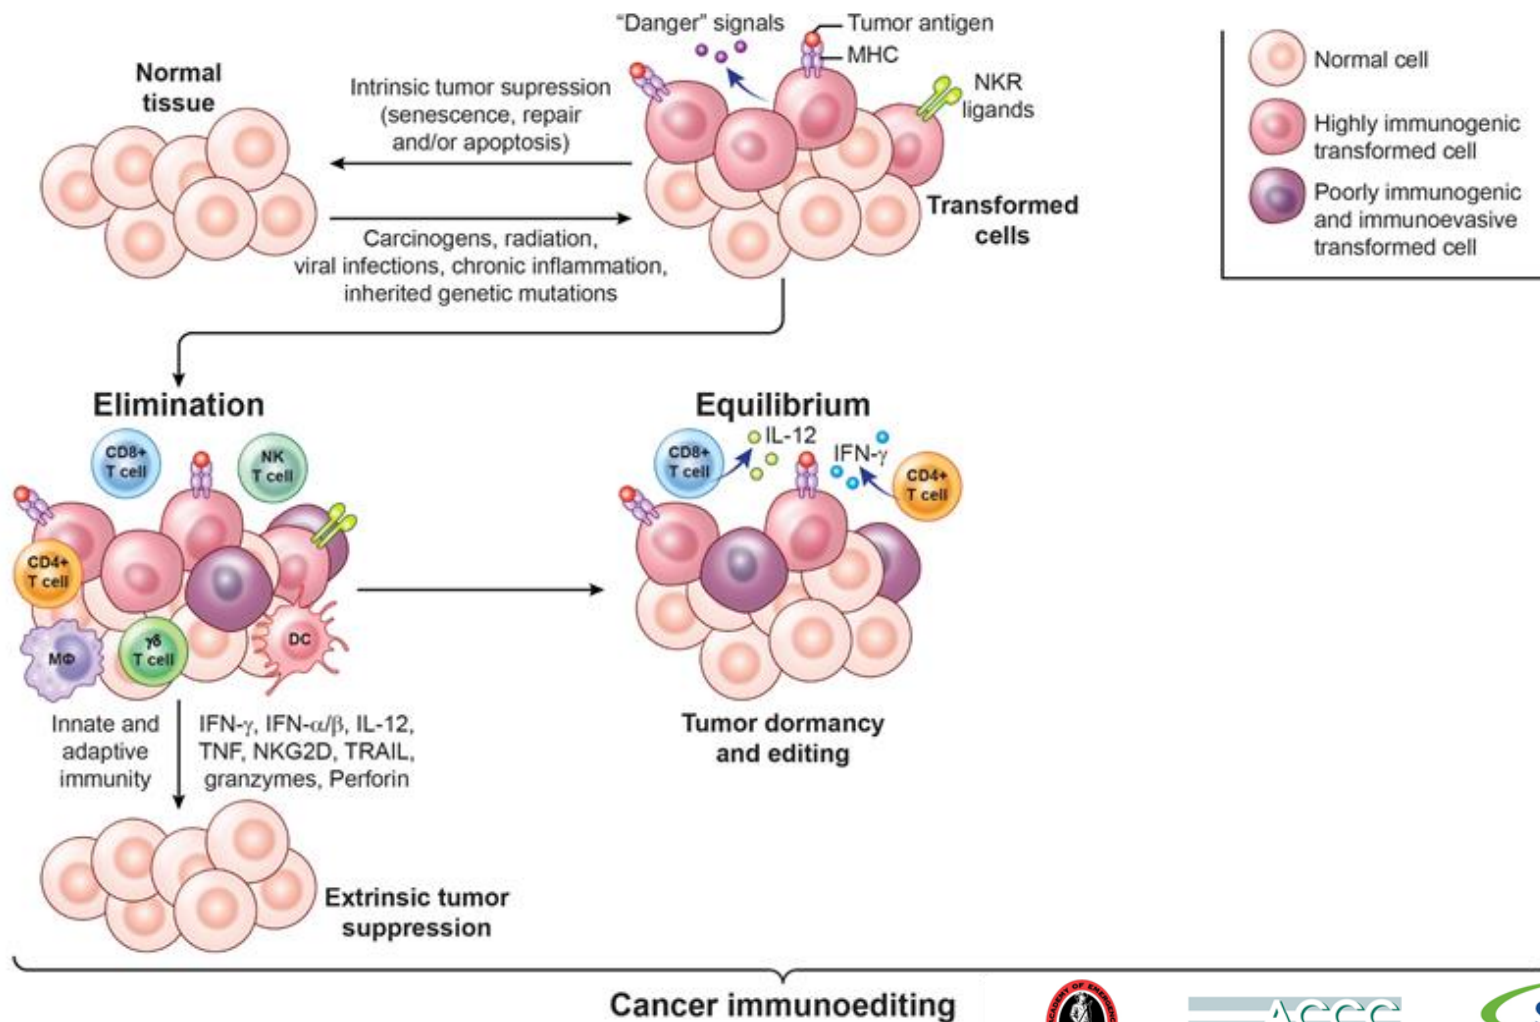 "Danger" signals
Tumor antigen
MHC
NKR
ligands
Normal
tissue
Intrinsic tumor supression
(senescence, repair
and/or apoptosis)
Carcinogens, radiation,
viral infections, chronic inflammation,
inherited genetic mutations
Transformed
cells
Normal cell
Highly immunogenic
transformed cell
Poorly immunogenic
and immunoevasive
transformed cell
Elimination
CD8+
T cell
NK
T cell
CD4+
T cell
MΦ
γδ
T cell
DC
Innate and
adaptive
immunity
IFN-γ, IFN-α/β, IL-12,
TNF, NKG2D, TRAIL,
granzymes, Perforin
Extrinsic tumor
suppression
Equilibrium
CD8+
T cell
IL-12
IFN-γ
CD4+
T cell
Tumor dormancy
and editing
Cancer immunoediting
ACADEMY OF EMERGENC
ACCC